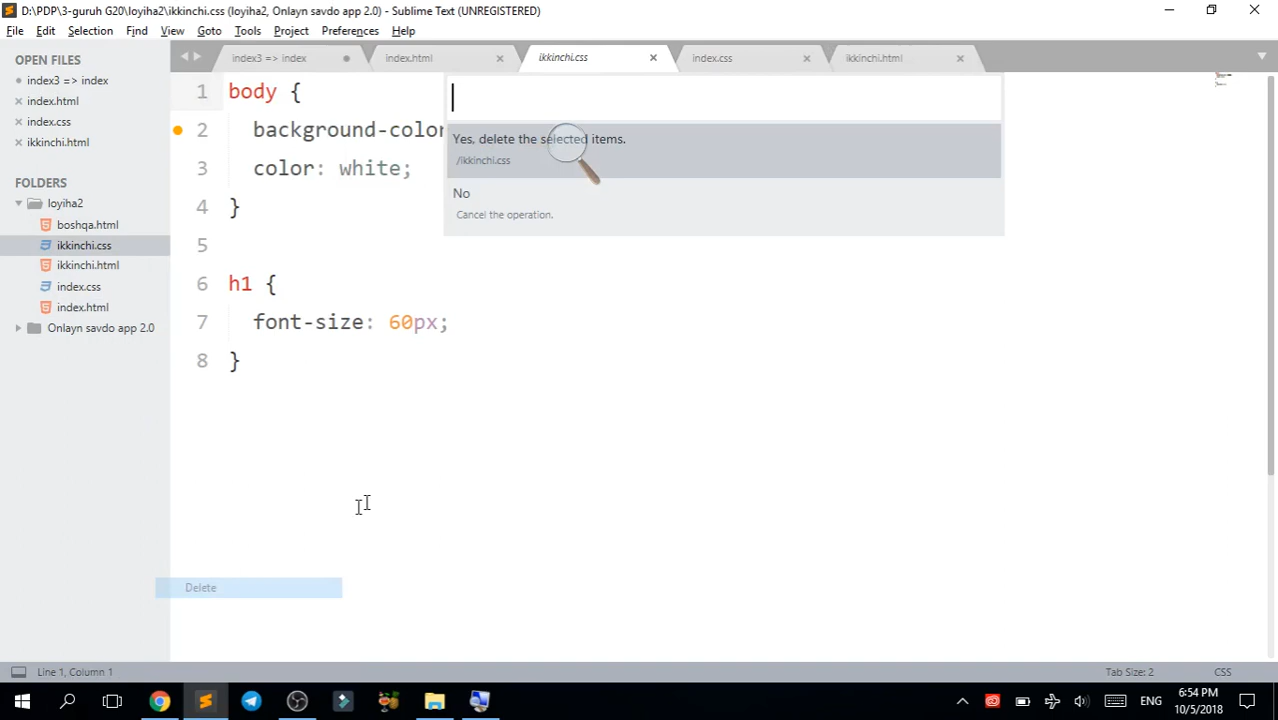 D:\PDP\3-guruh G20\loyiha2\ikkinchi.css (loyiha2, Onlayn savdo app 2.0) - Sublime Text (UNREGISTERED)
File Edit Selection Find View Goto Tools Project Preferences Help
OPEN FILES
index3 => index
index.html
index.css
ikkinchi.html
FOLDERS
loyiha2
boshqa.html
ikkinchi.css
ikkinchi.html
index.css
index.html
Onlayn savdo app 2.0
index3 => index index.html ikkinchi.css index.css ikkinchi.html
1 body {
2 background-color
3 color: white;
4 }
5
6 h1 {
7 font-size: 60px;
8 }
Yes, delete the selected items.
/ikkinchi.css
No
Cancel the operation.
Delete
Line 1, Column 1
Tab Size: 2 CSS
ENG
6:54 PM
10/5/2018